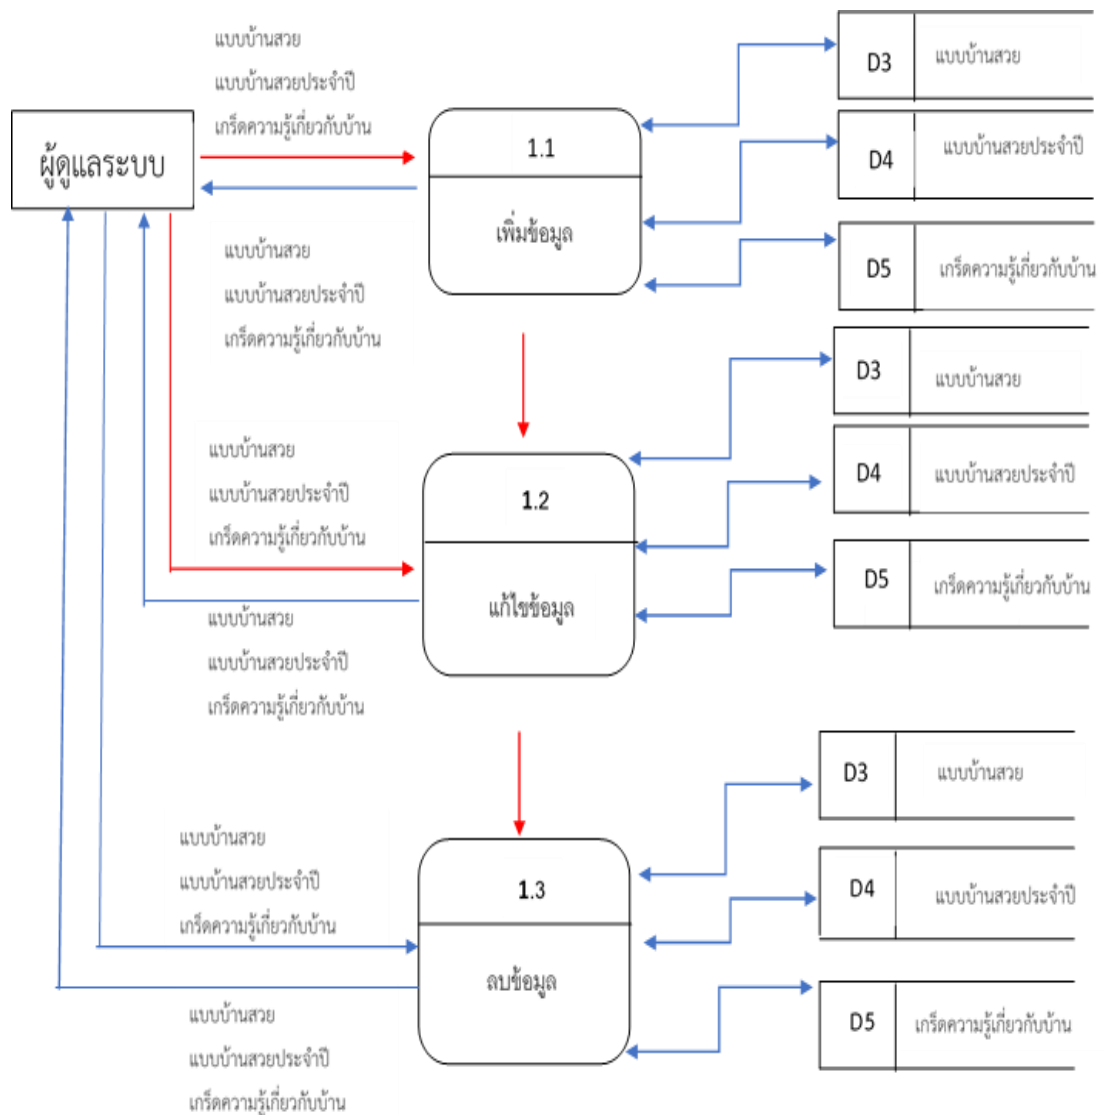 แบบบ้านสวย
แบบบ้านสวยประจำปี
เกร็ดความรู้เกี่ยวกับบ้าน
ผู้ดูแลระบบ
1.1
เพิ่มข้อมูล
D3
แบบบ้านสวย
D4
แบบบ้านสวยประจำปี
D5
เกร็ดความรู้เกี่ยวกับบ้าน
แบบบ้านสวย
แบบบ้านสวยประจำปี
เกร็ดความรู้เกี่ยวกับบ้าน
แบบบ้านสวย
แบบบ้านสวยประจำปี
เกร็ดความรู้เกี่ยวกับบ้าน
1.2
แก้ไขข้อมูล
D3
แบบบ้านสวย
D4
แบบบ้านสวยประจำปี
D5
เกร็ดความรู้เกี่ยวกับบ้าน
แบบบ้านสวย
แบบบ้านสวยประจำปี
เกร็ดความรู้เกี่ยวกับบ้าน
แบบบ้านสวย
แบบบ้านสวยประจำปี
เกร็ดความรู้เกี่ยวกับบ้าน
1.3
ลบข้อมูล
D3
แบบบ้านสวย
D4
แบบบ้านสวยประจำปี
D5
เกร็ดความรู้เกี่ยวกับบ้าน
แบบบ้านสวย
แบบบ้านสวยประจำปี
เกร็ดความรู้เกี่ยวกับบ้าน